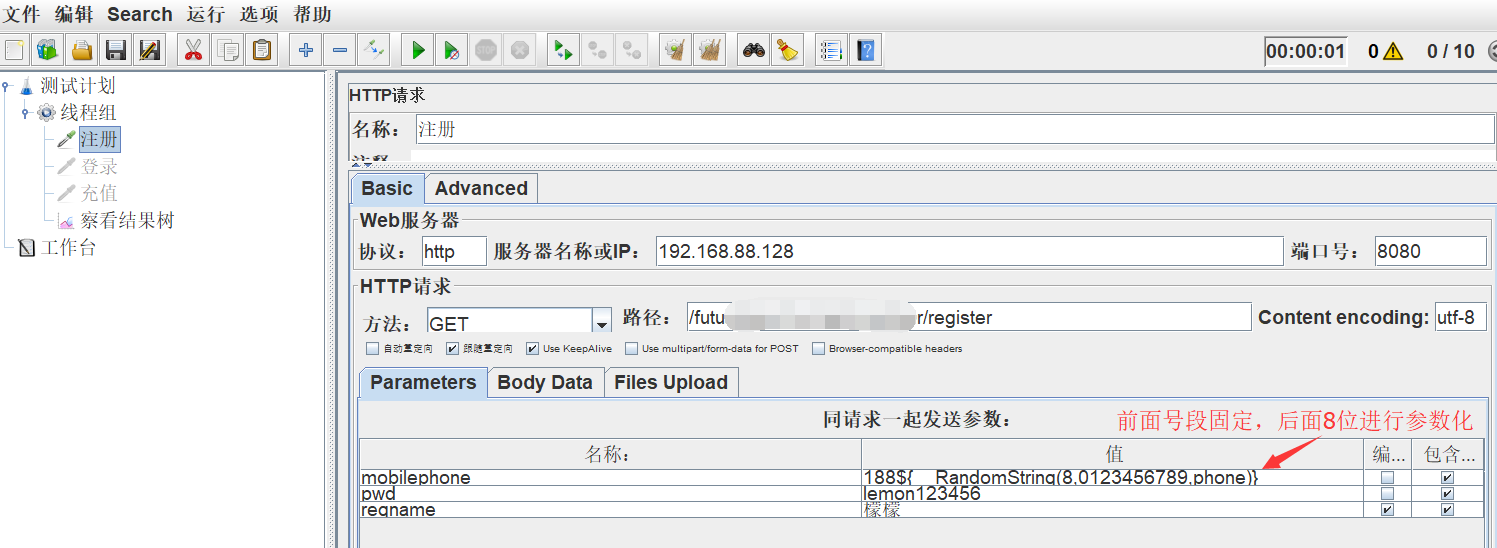 文件 编辑 Search 运行 选项 帮助
00:00:01 0 0 / 10
测试计划
线程组
注册
登录
充值
察看结果树
工作台
HTTP请求
名称： 注册
注释
Basic Advanced
Web服务器
协议： http 服务器名称或IP： 192.168.88.128 端口号： 8080
HTTP请求
方法： GET 路径： /futu r/register Content encoding: utf-8
自动重定向 跟随重定向 Use KeepAlive Use multipart/form-data for POST Browser-compatible headers
Parameters Body Data Files Upload
同请求一起发送参数： 前面号段固定，后面8位进行参数化
名称： 值 编... 包含...
mobilephone 188${__RandomString(8,0123456789,phone)}
pwd lemon123456
regname 檬檬